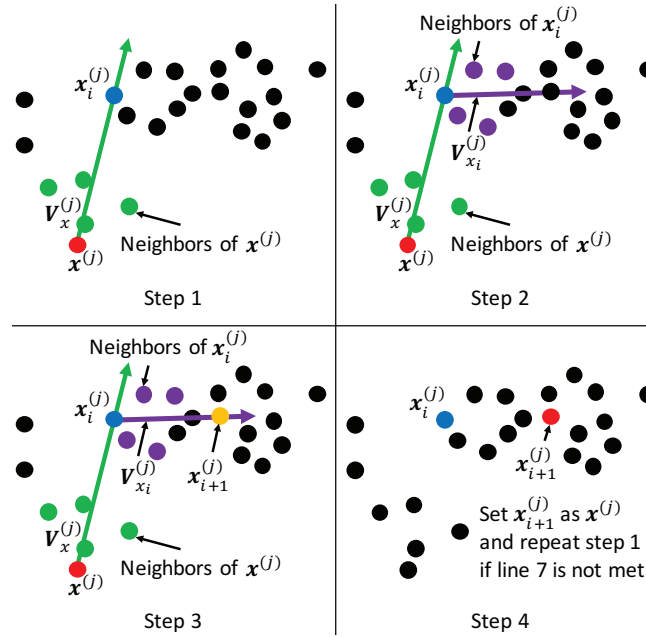 x_i^(j)
V_x^(j)
x^(j)
Neighbors of x^(j)
Step 1
Neighbors of x_i^(j)
x_i^(j)
V_{x_i}^(j)
V_x^(j)
x^(j)
Neighbors of x^(j)
Step 2
Neighbors of x_i^(j)
x_i^(j)
V_{x_i}^(j)
x_{i+1}^(j)
V_x^(j)
x^(j)
Neighbors of x^(j)
Step 3
x_i^(j)
x_{i+1}^(j)
Set x_{i+1}^(j) as x^(j)
and repeat step 1
if line 7 is not met
Step 4